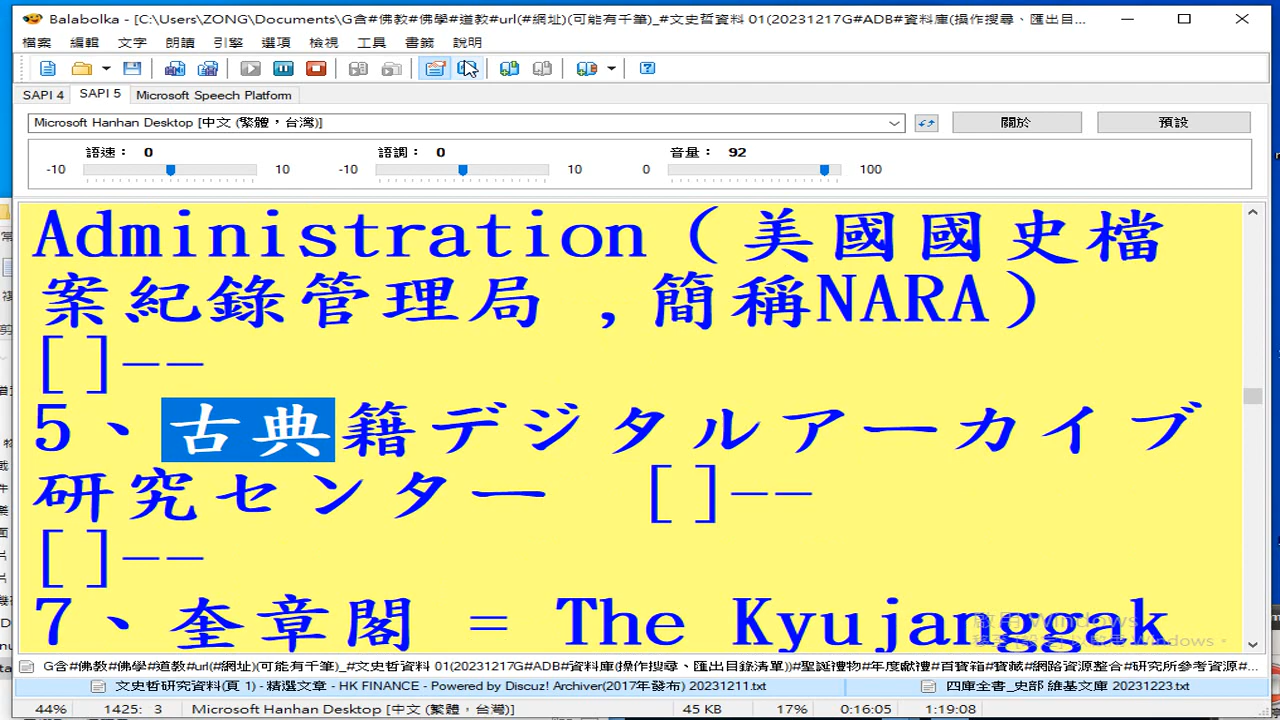 Balabolka - [C:\Users\ZONG\Documents\G含#佛教#佛學#道教#url(#網址)(可能有千筆)_#文史哲資料 01(20231217G#ADB#資料庫(操作搜尋、匯出目...
檔案 編輯 文字 朗讀 引擎 選項 檢視 工具 書籤 說明
SAPI 4 SAPI 5 Microsoft Speech Platform
Microsoft Hanhan Desktop [中文 (繁體，台灣)] 關於 預設
語速： 0 語調： 0 音量： 92
-10 10 -10 10 0 100
Administration（美國國史檔
案紀錄管理局 ,簡稱NARA）
[]--
5、古典籍デジタルアーカイブ
研究センター []--
[]--
7、奎章閣 = The Kyujanggak
啟用 Windows
移至 [設定] 以啟用 Windows。
G含#佛教#佛學#道教#url(#網址)(可能有千筆)_#文史哲資料 01(20231217G#ADB#資料庫(操作搜尋、匯出目錄清單))#聖誕禮物#年度獻禮#百寶箱#寶藏#網路資源整合#研究所參考資源#...
文史哲研究資料(頁 1) - 精選文章 - HK FINANCE - Powered by Discuz! Archiver(2017年發布) 20231211.txt 四庫全書_史部 維基文庫 20231223.txt
44% 1425: 3 Microsoft Hanhan Desktop [中文 (繁體，台灣)] 45 KB 17% 0:16:05 1:19:08